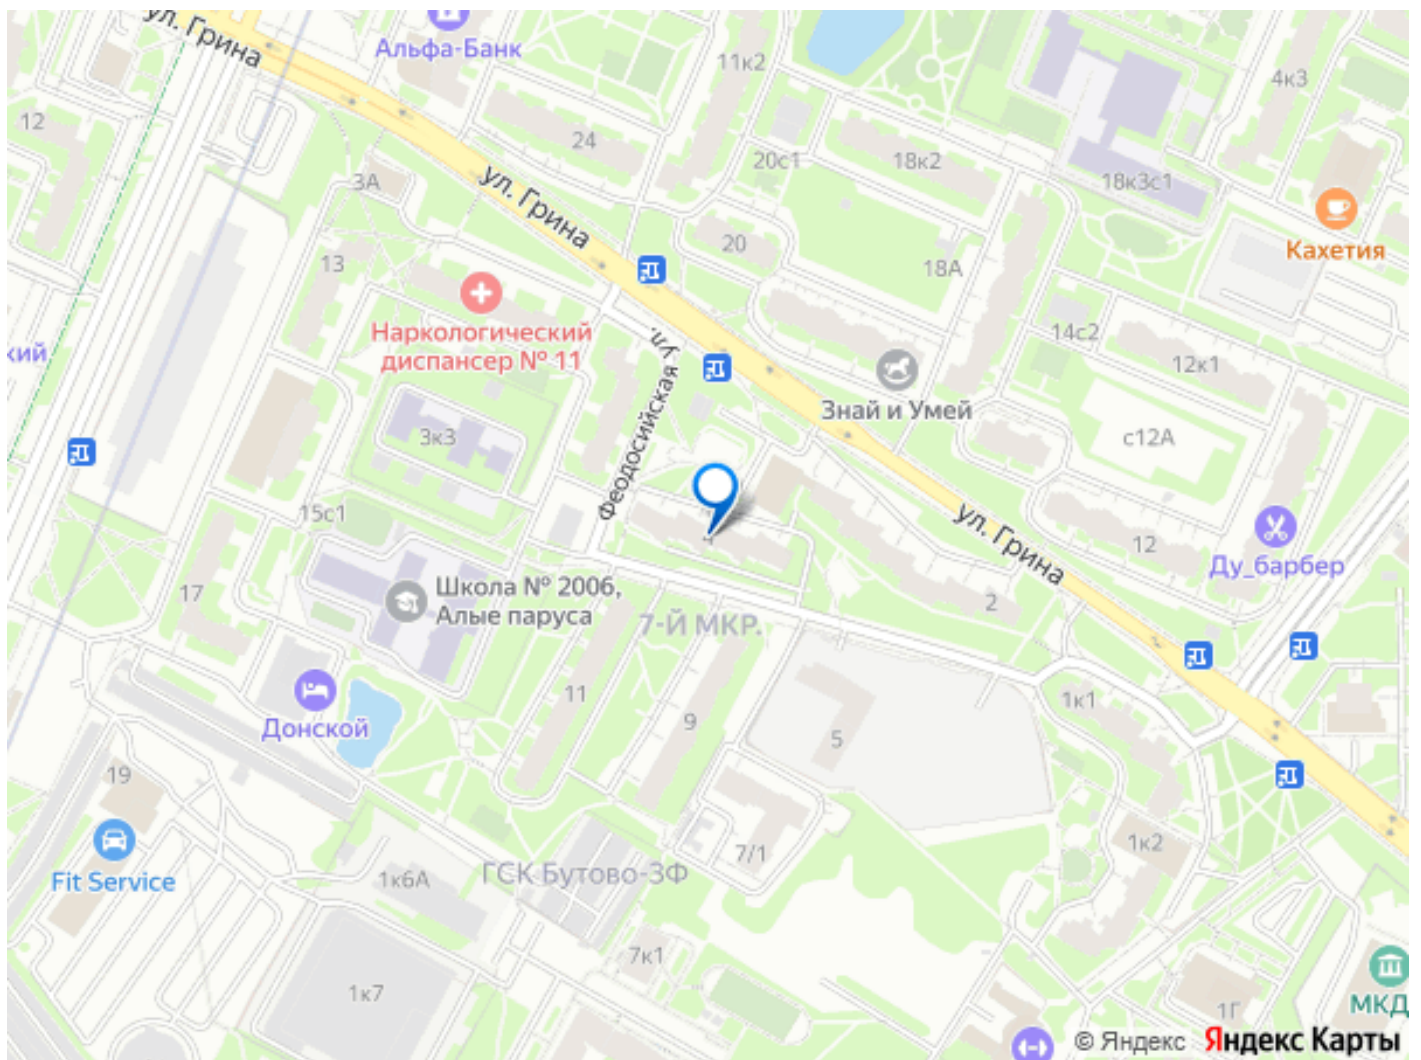 ул. Грина
Альфа-Банк
11к2
4к3
12
24
20с1
18к2
3А
18к3с1
ул. Грина
20
Кахетия
13
18А
Наркологический
диспансер № 11
кий
14с2
12к1
Феодосийская ул.
Знай и Умей
3к3
с12А
15с1
ул. Грина
4
12
Ду_барбер
Школа № 2006,
Алые паруса
17
2
7-Й МКР.
11
9
5
1к1
Донской
19
7/1
1к2
Fit Service
1к6А
ГСК Бутово-3Ф
7к1
1к7
1Г
МКД
© Яндекс Яндекс Карты